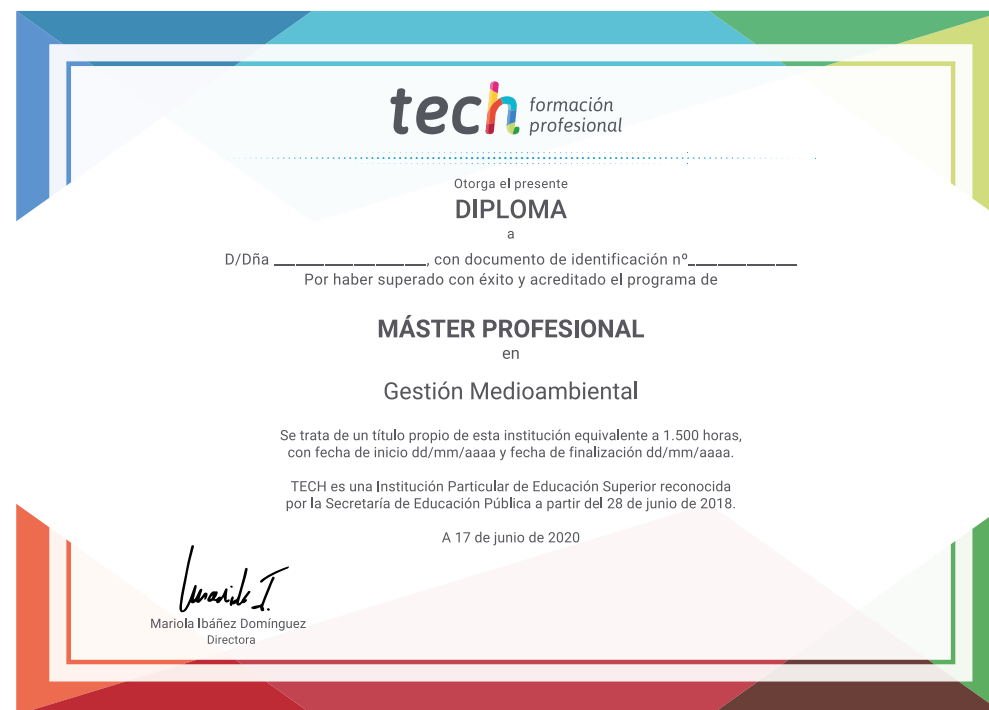 tech formación
profesional
Otorga el presente
DIPLOMA
a
D/Dña ______________, con documento de identificación nº__________
Por haber superado con éxito y acreditado el programa de
MÁSTER PROFESIONAL
en
Gestión Medioambiental
Se trata de un título propio de esta institución equivalente a 1.500 horas,
con fecha de inicio dd/mm/aaaa y fecha de finalización dd/mm/aaaa.
TECH es una Institución Particular de Educación Superior reconocida
por la Secretaría de Educación Pública a partir del 28 de junio de 2018.
A 17 de junio de 2020
Mariola Ibáñez Domínguez
Directora